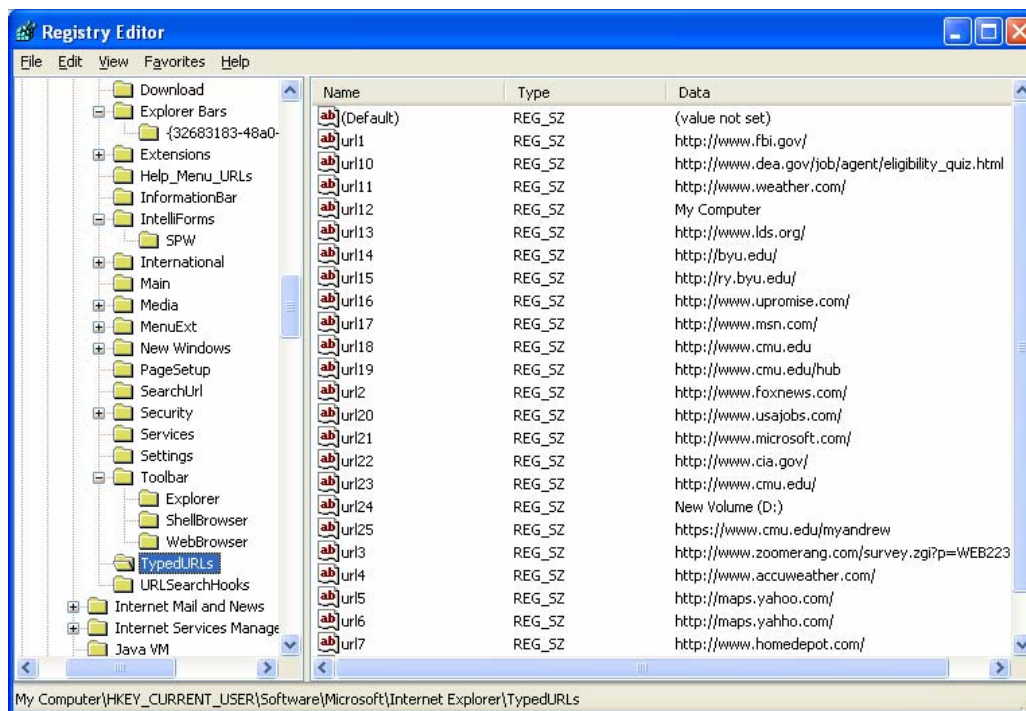 Registry Editor
File Edit View Favorites Help
Download
Explorer Bars
{32683183-48a0-
Extensions
Help_Menu_URLs
InformationBar
IntelliForms
SPW
International
Main
Media
MenuExt
New Windows
PageSetup
SearchUrl
Security
Services
Settings
Toolbar
Explorer
ShellBrowser
WebBrowser
TypedURLs
URLSearchHooks
Internet Mail and News
Internet Services Manage
Java VM
Name Type Data
(Default) REG_SZ (value not set)
url1 REG_SZ http://www.fbi.gov/
url10 REG_SZ http://www.dea.gov/job/agent/eligibility_quiz.html
url11 REG_SZ http://www.weather.com/
url12 REG_SZ My Computer
url13 REG_SZ http://www.lds.org/
url14 REG_SZ http://byu.edu/
url15 REG_SZ http://ry.byu.edu/
url16 REG_SZ http://www.upromise.com/
url17 REG_SZ http://www.msn.com/
url18 REG_SZ http://www.cmu.edu
url19 REG_SZ http://www.cmu.edu/hub
url2 REG_SZ http://www.foxnews.com/
url20 REG_SZ http://www.usajobs.com/
url21 REG_SZ http://www.microsoft.com/
url22 REG_SZ http://www.cia.gov/
url23 REG_SZ http://www.cmu.edu/
url24 REG_SZ New Volume (D:)
url25 REG_SZ https://www.cmu.edu/myandrew
url3 REG_SZ http://www.zoomerang.com/survey.zgi?p=WEB223
url4 REG_SZ http://www.accuweather.com/
url5 REG_SZ http://maps.yahoo.com/
url6 REG_SZ http://maps.yahho.com/
url7 REG_SZ http://www.homedepot.com/
My Computer\HKEY_CURRENT_USER\Software\Microsoft\Internet Explorer\TypedURLs